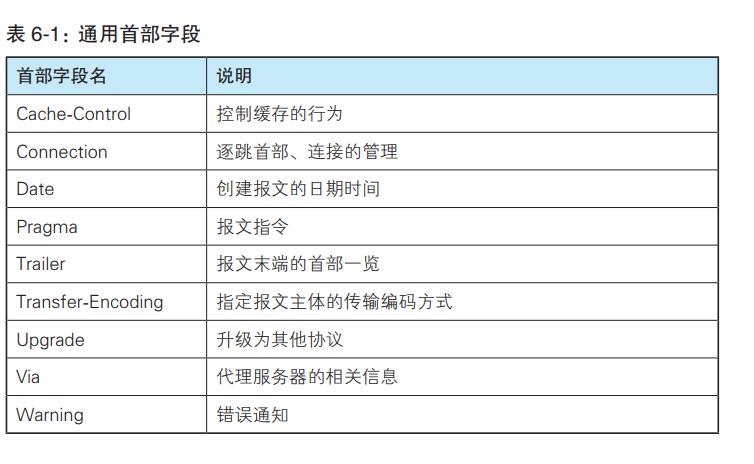 表 6-1：通用首部字段
首部字段名 说明
Cache-Control 控制缓存的行为
Connection 逐跳首部、连接的管理
Date 创建报文的日期时间
Pragma 报文指令
Trailer 报文末端的首部一览
Transfer-Encoding 指定报文主体的传输编码方式
Upgrade 升级为其他协议
Via 代理服务器的相关信息
Warning 错误通知